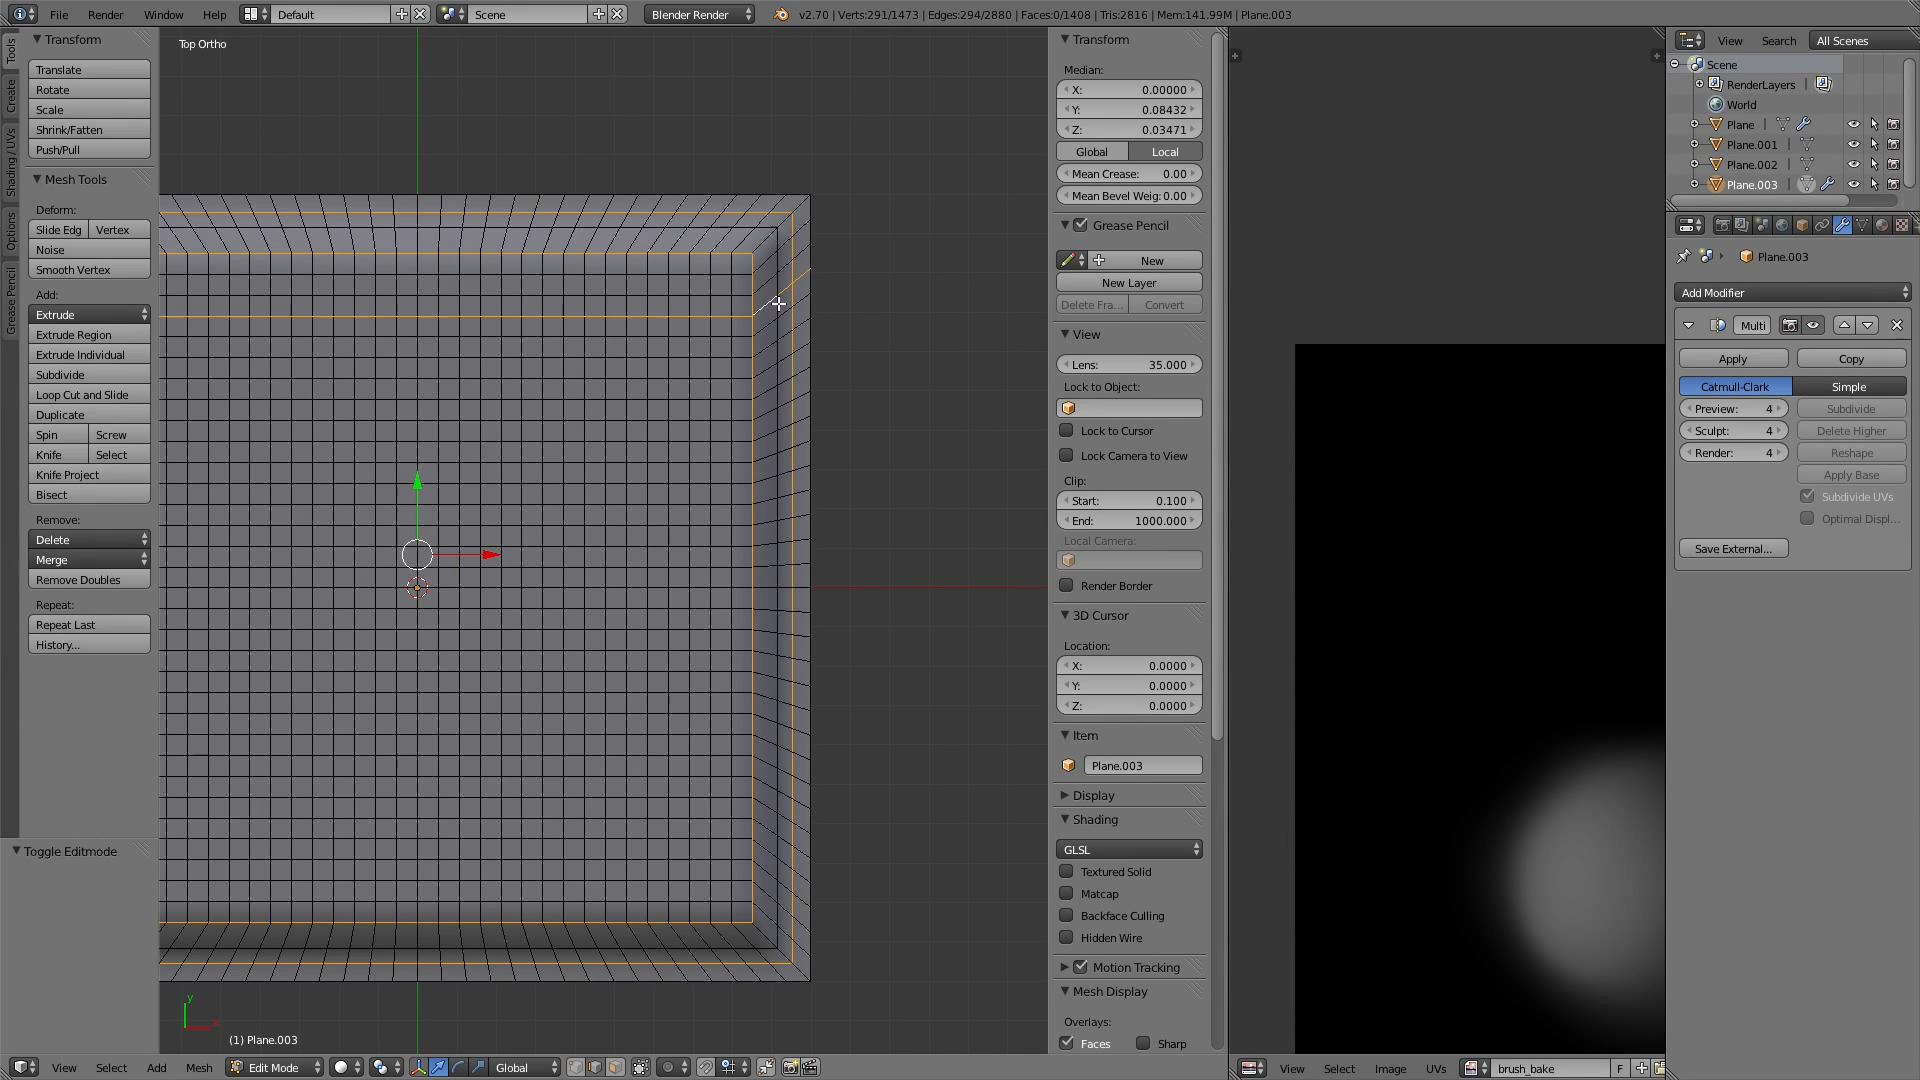 File Render Window Help Default Scene Blender Render v2.70 | Verts:291/1473 | Edges:294/2880 | Faces:0/1408 | Tris:2816 | Mem:141.99M | Plane.003
Tools
Create
Shading / UVs
Options
Grease Pencil
Transform
Translate
Rotate
Scale
Shrink/Fatten
Push/Pull
Mesh Tools
Deform:
Slide Edg Vertex
Noise
Smooth Vertex
Add:
Extrude
Extrude Region
Extrude Individual
Subdivide
Loop Cut and Slide
Duplicate
Spin Screw
Knife Select
Knife Project
Bisect
Remove:
Delete
Merge
Remove Doubles
Repeat:
Repeat Last
History...
Toggle Editmode
Top Ortho
y
x
(1) Plane.003
View Select Add Mesh Edit Mode Global
Transform
Median:
X: 0.00000
Y: 0.08432
Z: 0.03471
Global Local
Mean Crease: 0.00
Mean Bevel Weig: 0.00
Grease Pencil
New
New Layer
Delete Fra... Convert
View
Lens: 35.000
Lock to Object:
Lock to Cursor
Lock Camera to View
Clip:
Start: 0.100
End: 1000.000
Local Camera:
Render Border
3D Cursor
Location:
X: 0.0000
Y: 0.0000
Z: 0.0000
Item
Plane.003
Display
Shading
GLSL
Textured Solid
Matcap
Backface Culling
Hidden Wire
Motion Tracking
Mesh Display
Overlays:
Faces Sharp
View Select Image UVs brush_bake F
View Search All Scenes
Scene
RenderLayers
World
Plane
Plane.001
Plane.002
Plane.003
Plane.003
Add Modifier
Multi
Apply Copy
Catmull-Clark Simple
Preview: 4 Subdivide
Sculpt: 4 Delete Higher
Render: 4 Reshape
Apply Base
Subdivide UVs
Optimal Displ...
Save External...